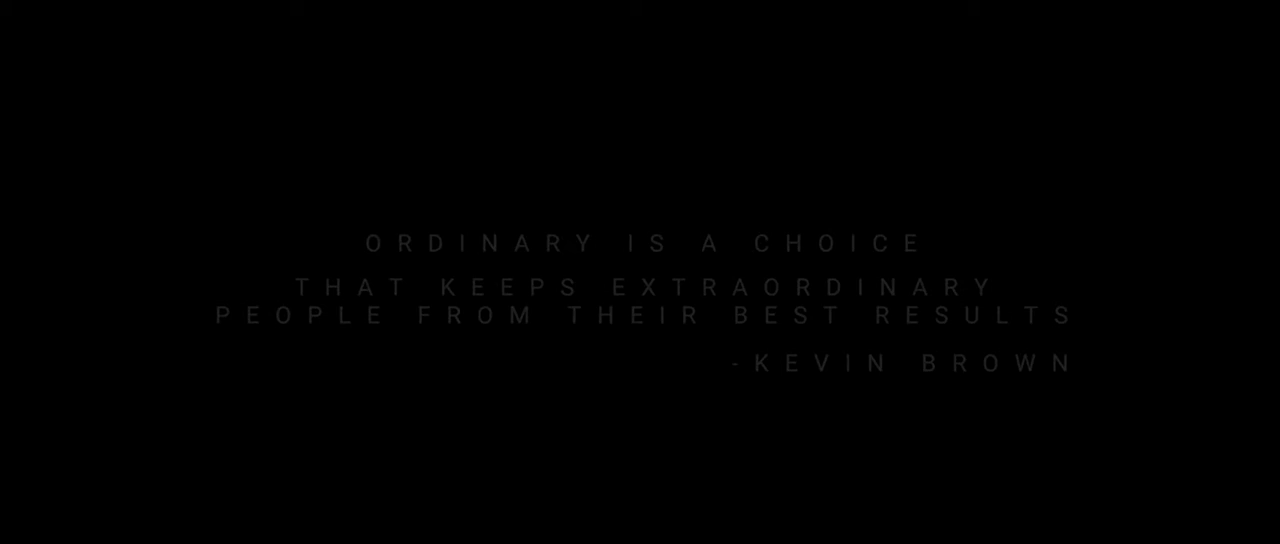 ORDINARY IS A CHOICE
THAT KEEPS EXTRAORDINARY
PEOPLE FROM THEIR BEST RESULTS
-KEVIN BROWN